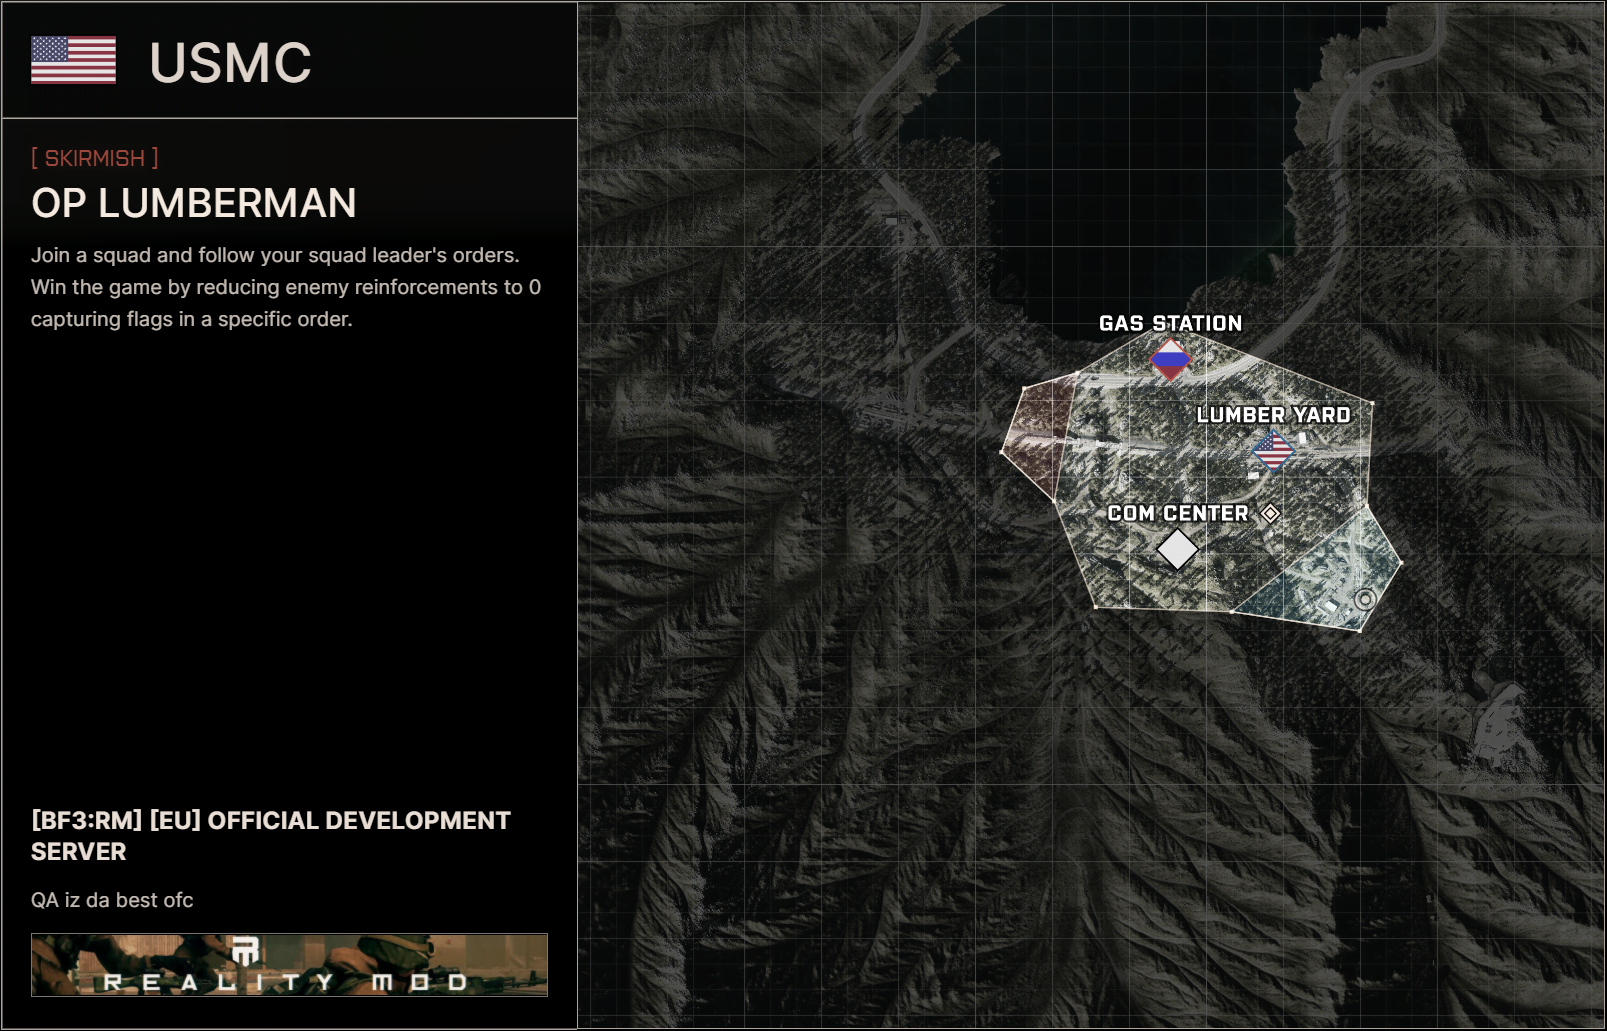 USMC
[ SKIRMISH ]
OP LUMBERMAN
Join a squad and follow your squad leader's orders.
Win the game by reducing enemy reinforcements to 0
capturing flags in a specific order.
[BF3:RM] [EU] OFFICIAL DEVELOPMENT
SERVER
QA iz da best ofc
REALITY MOD
GAS STATION
LUMBER YARD
COM CENTER